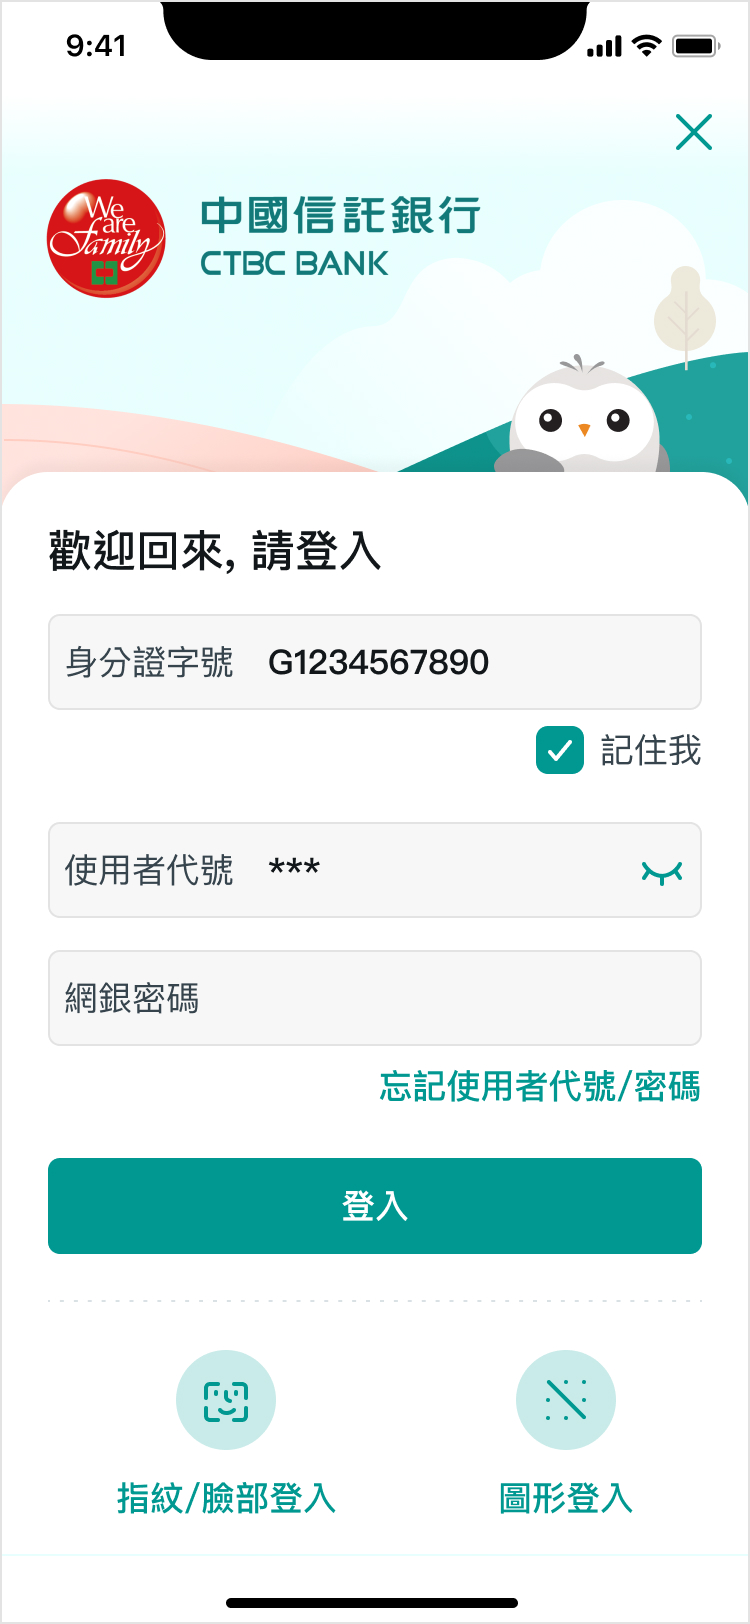 9:41
We
are
Family
中國信託銀行
CTBC BANK
歡迎回來, 請登入
身分證字號 G1234567890
記住我
使用者代號 ***
網銀密碼
忘記使用者代號/密碼
登入
指紋/臉部登入
圖形登入